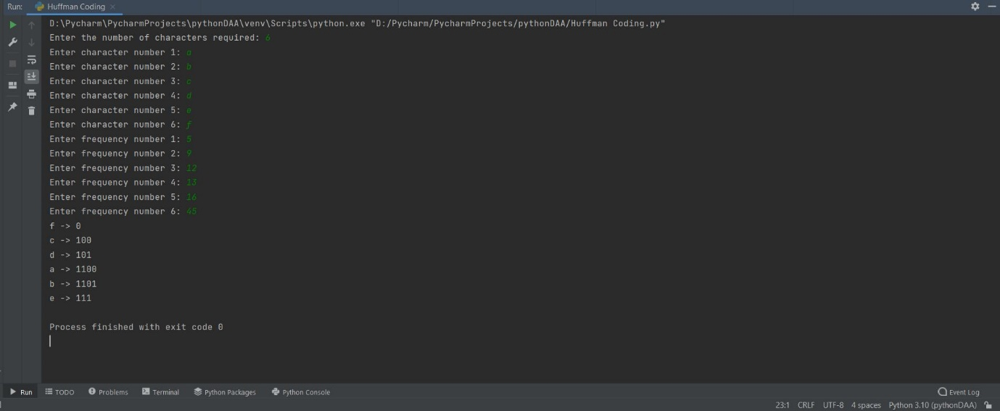 Run: Huffman Coding
D:\Pycharm\PycharmProjects\pythonDAA\venv\Scripts\python.exe "D:/Pycharm/PycharmProjects/pythonDAA/Huffman Coding.py"
Enter the number of characters required: 6
Enter character number 1: a
Enter character number 2: b
Enter character number 3: c
Enter character number 4: d
Enter character number 5: e
Enter character number 6: f
Enter frequency number 1: 5
Enter frequency number 2: 9
Enter frequency number 3: 12
Enter frequency number 4: 13
Enter frequency number 5: 16
Enter frequency number 6: 45
f -> 0
c -> 100
d -> 101
a -> 1100
b -> 1101
e -> 111
Process finished with exit code 0
Run TODO Problems Terminal Python Packages Python Console Event Log
23:1 CRLF UTF-8 4 spaces Python 3.10 (pythonDAA)